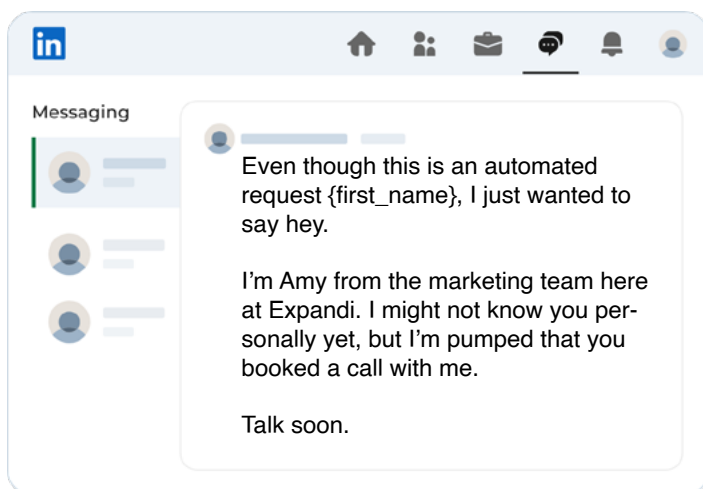 in
Messaging
Even though this is an automated
request {first_name}, I just wanted to
say hey.
I'm Amy from the marketing team here
at Expandi. I might not know you per-
sonally yet, but I'm pumped that you
booked a call with me.
Talk soon.